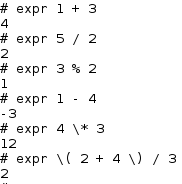 # expr 1 + 3
4
# expr 5 / 2
2
# expr 3 % 2
1
# expr 1 - 4
-3
# expr 4 \* 3
12
# expr \( 2 + 4 \) / 3
2